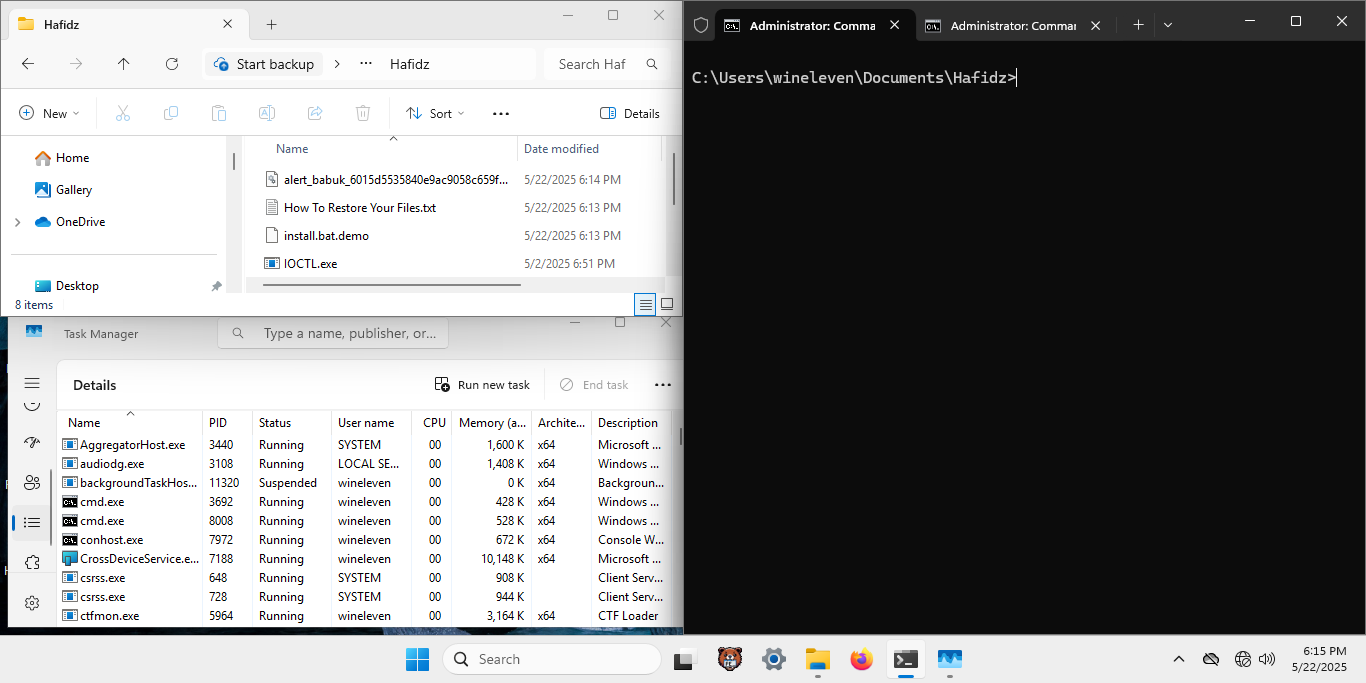 Hafidz
Start backup
Hafidz
Search Haf
New
Sort
Details
Home
Gallery
OneDrive
Desktop
Name
Date modified
alert_babuk_6015d5535840e9ac9058c659f...
5/22/2025 6:14 PM
How To Restore Your Files.txt
5/22/2025 6:13 PM
install.bat.demo
5/22/2025 6:13 PM
IOCTL.exe
5/2/2025 6:51 PM
8 items
Task Manager
Type a name, publisher, or...
Details
Run new task
End task
Name PID Status User name CPU Memory (a... Archite... Description
AggregatorHost.exe 3440 Running SYSTEM 00 1,600 K x64 Microsoft ...
audiodg.exe 3108 Running LOCAL SE... 00 1,408 K x64 Windows ...
backgroundTaskHos... 11320 Suspended wineleven 00 0 K x64 Backgroun...
cmd.exe 3692 Running wineleven 00 428 K x64 Windows ...
cmd.exe 8008 Running wineleven 00 528 K x64 Windows ...
conhost.exe 7972 Running wineleven 00 672 K x64 Console W...
CrossDeviceService.e... 7188 Running wineleven 00 10,148 K x64 Microsoft ...
csrss.exe 648 Running SYSTEM 00 908 K Client Serv...
csrss.exe 728 Running SYSTEM 00 944 K Client Serv...
ctfmon.exe 5964 Running wineleven 00 3,164 K x64 CTF Loader
Administrator: Comma
Administrator: Comma
C:\Users\wineleven\Documents\Hafidz>
Search
6:15 PM
5/22/2025